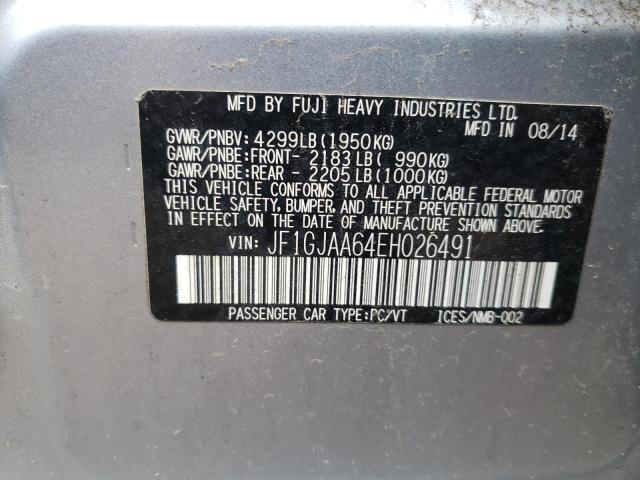 MFD BY FUJI HEAVY INDUSTRIES LTD.
MFD IN 08/14
GVWR/PNBV: 4299LB(1950KG)
GAWR/PNBE:FRONT- 2183LB( 990KG)
GAWR/PNBE:REAR - 2205LB(1000KG)
THIS VEHICLE CONFORMS TO ALL APPLICABLE FEDERAL MOTOR
VEHICLE SAFETY, BUMPER, AND THEFT PREVENTION STANDARDS
IN EFFECT ON THE DATE OF MANUFACTURE SHOWN ABOVE.
VIN: JF1GJAA64EH026491
PASSENGER CAR TYPE:PC/VT ICES/NMB-002